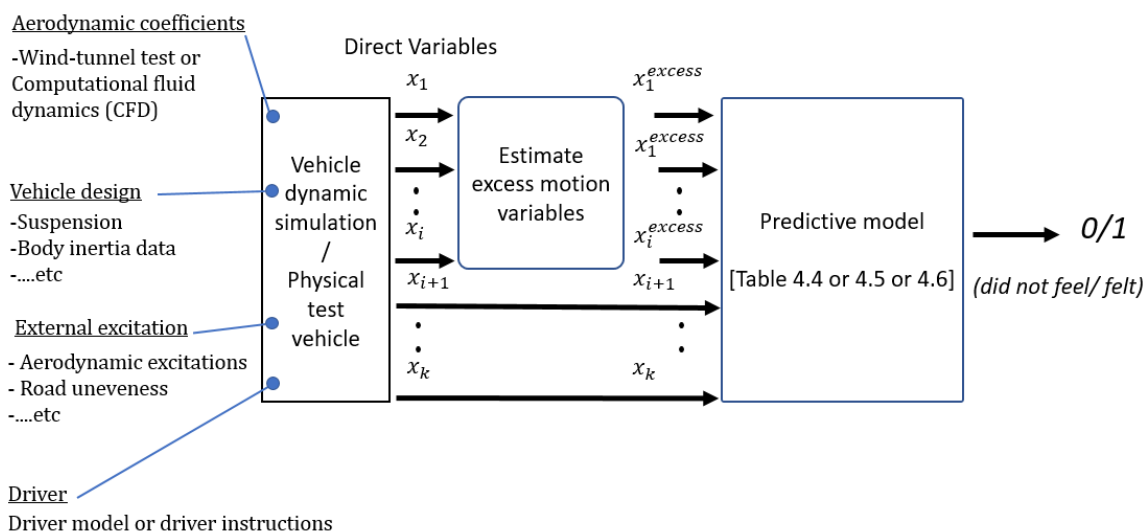 Aerodynamic coefficients
-Wind-tunnel test or
Computational fluid
dynamics (CFD)
Vehicle design
-Suspension
-Body inertia data
-....etc
External excitation
- Aerodynamic excitations
- Road uneveness
-....etc
Driver
Driver model or driver instructions
Vehicle
dynamic
simulation
/
Physical
test
vehicle
Direct Variables
x₁
x₂
xᵢ
xᵢ₊₁
xₖ
Estimate
excess motion
variables
x₁ᵉˣᶜᵉˢˢ
x₁ᵉˣᶜᵉˢˢ
xᵢᵉˣᶜᵉˢˢ
xᵢ₊₁
xₖ
Predictive model
[Table 4.4 or 4.5 or 4.6]
0/1
(did not feel/ felt)